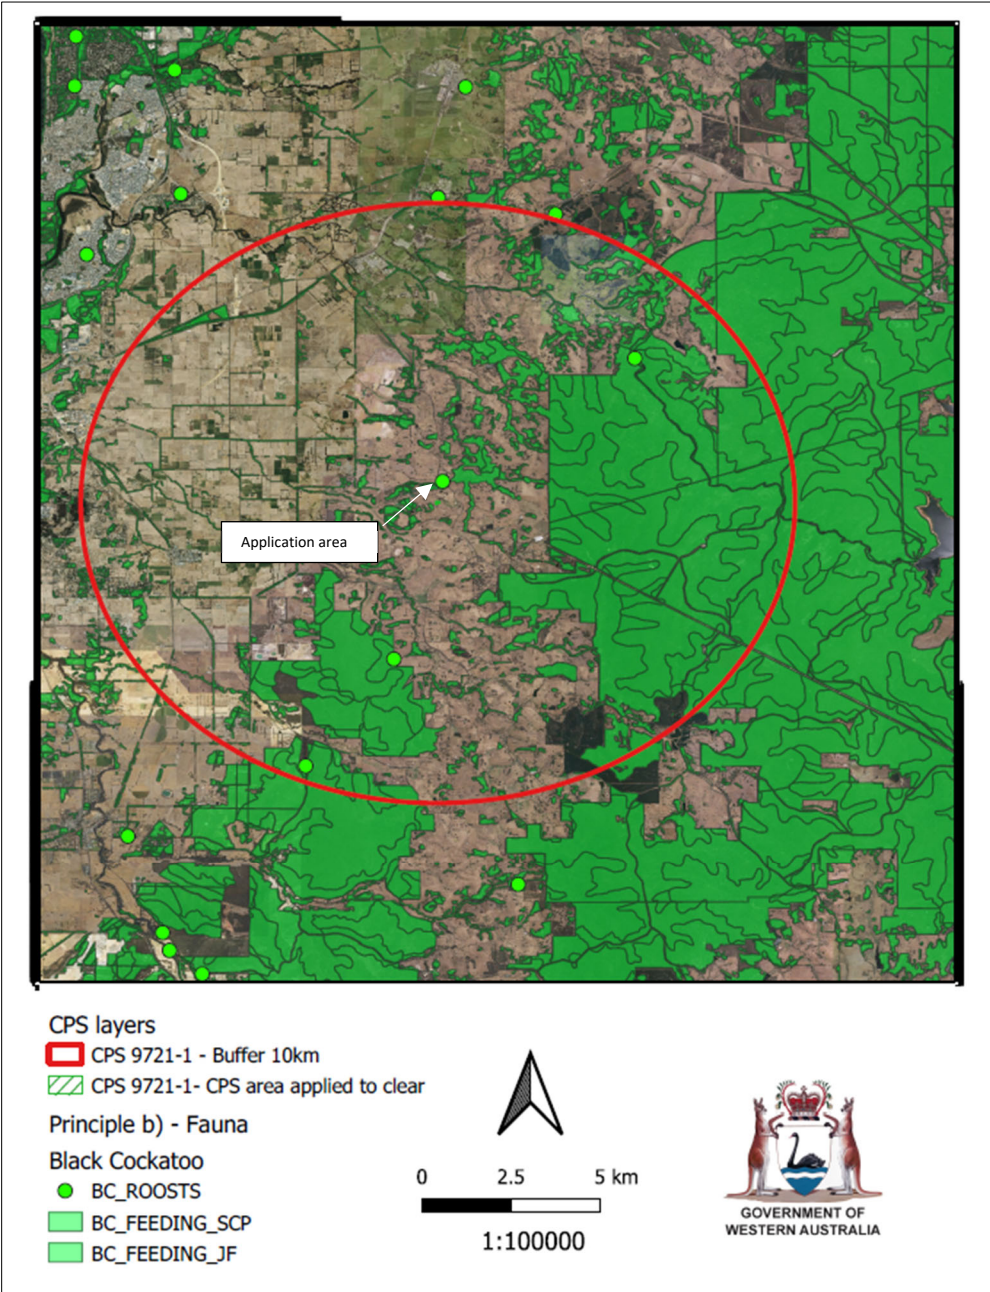 Application area
CPS layers
CPS 9721-1 - Buffer 10km
CPS 9721-1- CPS area applied to clear
Principle b) - Fauna
Black Cockatoo
BC_ROOSTS
BC_FEEDING_SCP
BC_FEEDING_JF
0 2.5 5 km
1:100000
GOVERNMENT OF
WESTERN AUSTRALIA